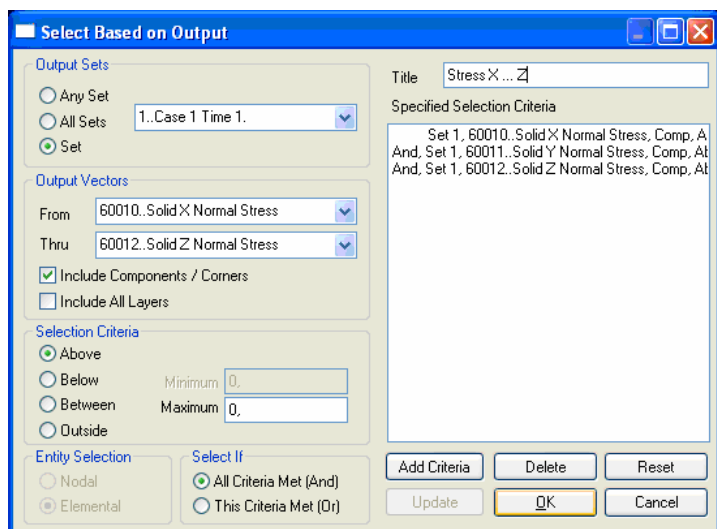 Select Based on Output
Output Sets
Any Set
All Sets
Set
1..Case 1 Time 1.
Output Vectors
From
60010..Solid X Normal Stress
Thru
60012..Solid Z Normal Stress
Include Components / Corners
Include All Layers
Selection Criteria
Above
Below
Between
Outside
Minimum 0,
Maximum 0,
Entity Selection
Nodal
Elemental
Select If
All Criteria Met (And)
This Criteria Met (Or)
Title
Stress X ... Z
Specified Selection Criteria
Set 1, 60010..Solid X Normal Stress, Comp, A
And, Set 1, 60011..Solid Y Normal Stress, Comp, Ab
And, Set 1, 60012..Solid Z Normal Stress, Comp, Ab
Add Criteria
Delete
Reset
Update
OK
Cancel